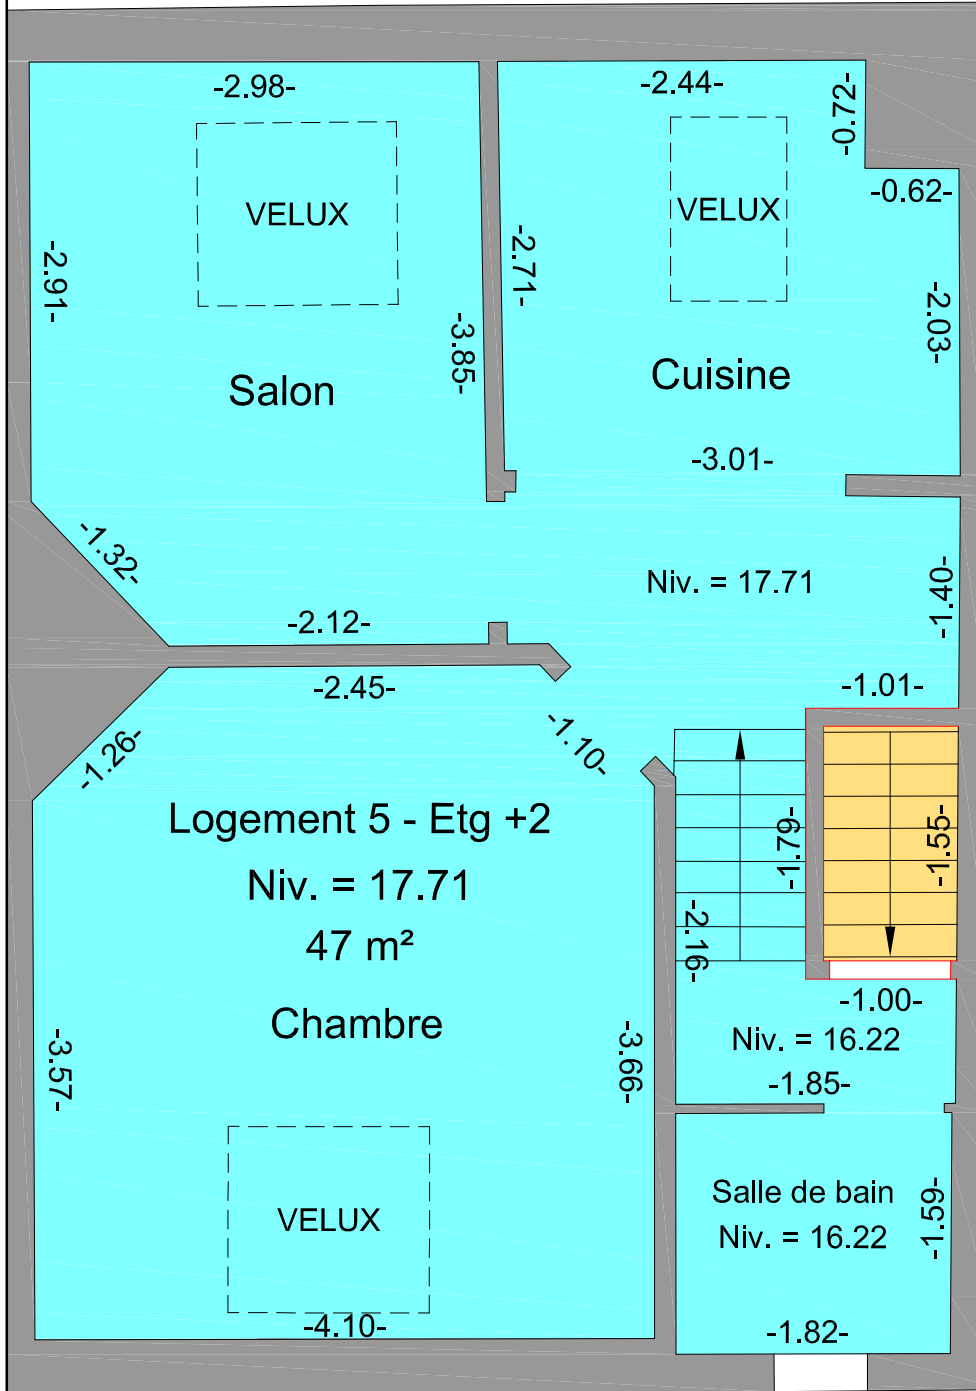 -2.98-
-2.44-
-0.72-
-0.62-
VELUX
VELUX
-2.91-
-2.71-
-2.03-
-3.85-
Salon
Cuisine
-3.01-
-1.32-
Niv. = 17.71
-1.40-
-2.12-
-2.45-
-1.01-
-1.26-
-1.10-
Logement 5 - Etg +2
Niv. = 17.71
47 m²
-1.79-
-1.55-
-2.16-
Chambre
-1.00-
Niv. = 16.22
-3.57-
-3.66-
-1.85-
VELUX
Salle de bain
Niv. = 16.22
-1.59-
-4.10-
-1.82-